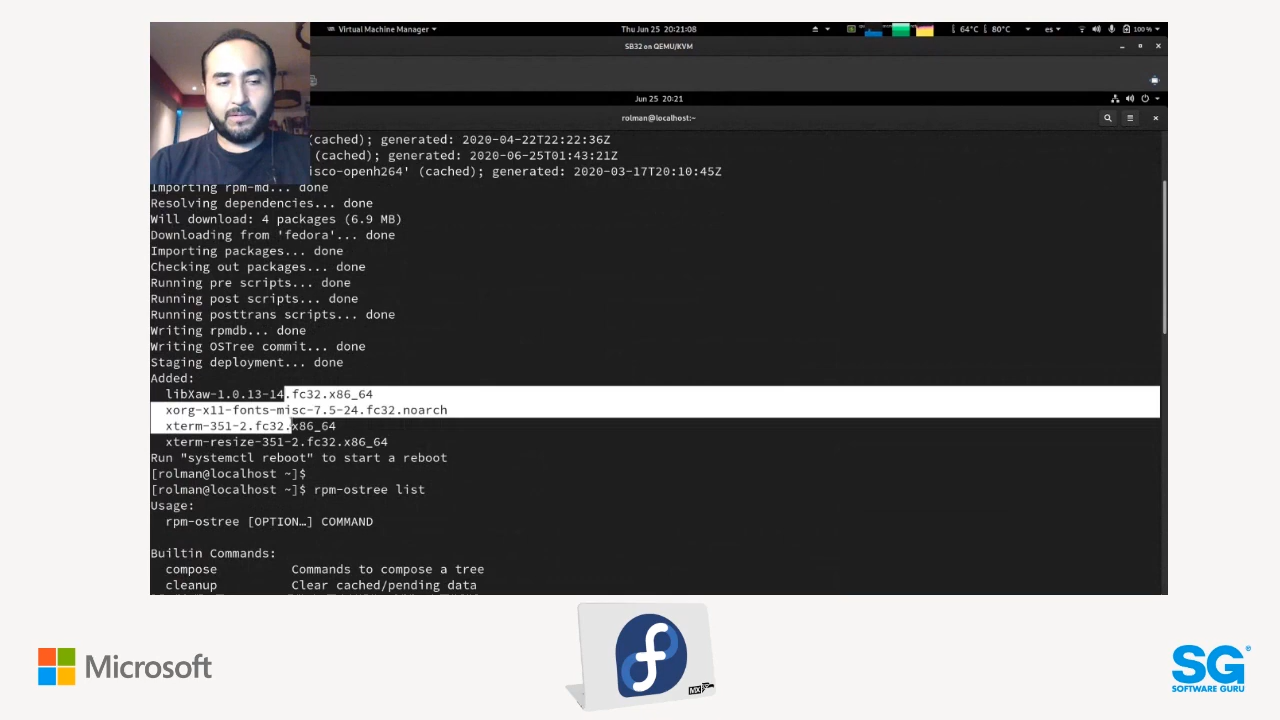 Virtual Machine Manager
Thu Jun 25 20:21:08
64°C
80°C
es
100 %
SB32 on QEMU/KVM
Jun 25 20:21
rolman@localhost:~
(cached); generated: 2020-04-22T22:22:36Z
(cached); generated: 2020-06-25T01:43:21Z
isco-openh264' (cached); generated: 2020-03-17T20:10:45Z
Importing rpm-md... done
Resolving dependencies... done
Will download: 4 packages (6.9 MB)
Downloading from 'fedora'... done
Importing packages... done
Checking out packages... done
Running pre scripts... done
Running post scripts... done
Running posttrans scripts... done
Writing rpmdb... done
Writing OSTree commit... done
Staging deployment... done
Added:
libXaw-1.0.13-14.fc32.x86_64
xorg-x11-fonts-misc-7.5-24.fc32.noarch
xterm-351-2.fc32.x86_64
xterm-resize-351-2.fc32.x86_64
Run "systemctl reboot" to start a reboot
[rolman@localhost ~]$
[rolman@localhost ~]$ rpm-ostree list
Usage:
rpm-ostree [OPTION…] COMMAND
Builtin Commands:
compose Commands to compose a tree
cleanup Clear cached/pending data
Microsoft
MX
SG
SOFTWARE GURU